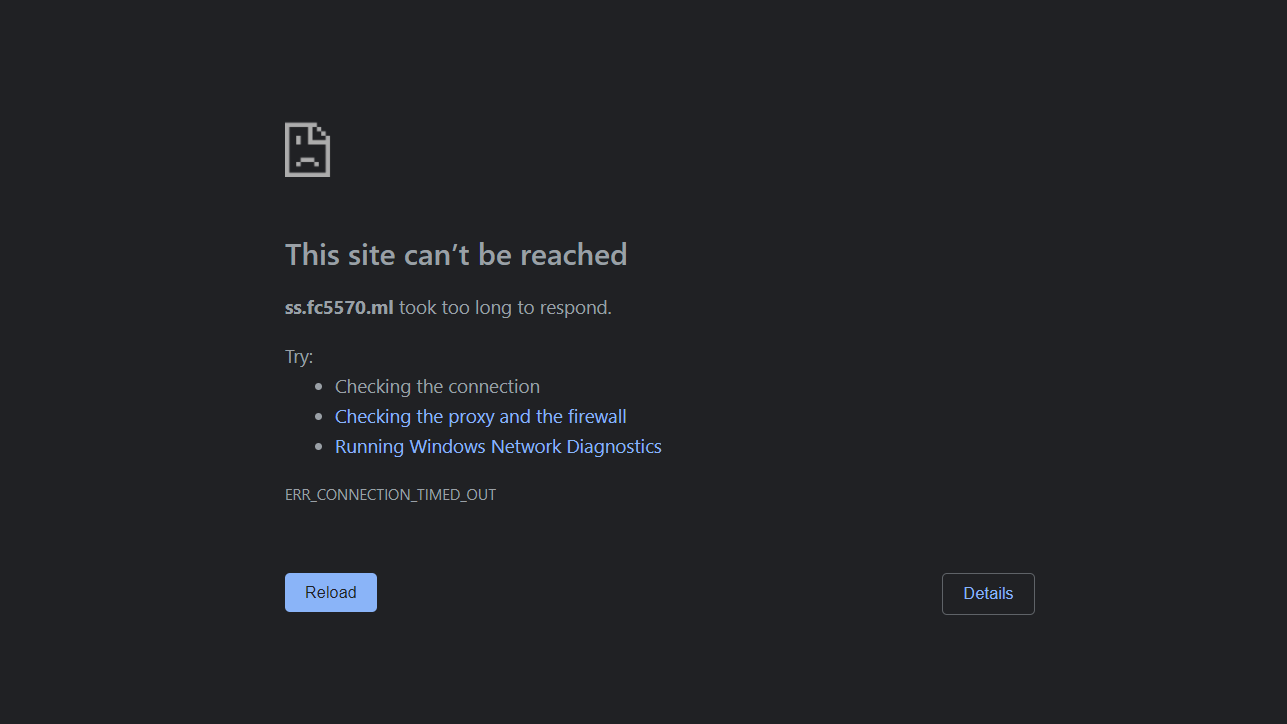 This site can’t be reached
ss.fc5570.ml took too long to respond.
Try:
Checking the connection
Checking the proxy and the firewall
Running Windows Network Diagnostics
ERR_CONNECTION_TIMED_OUT
Reload
Details